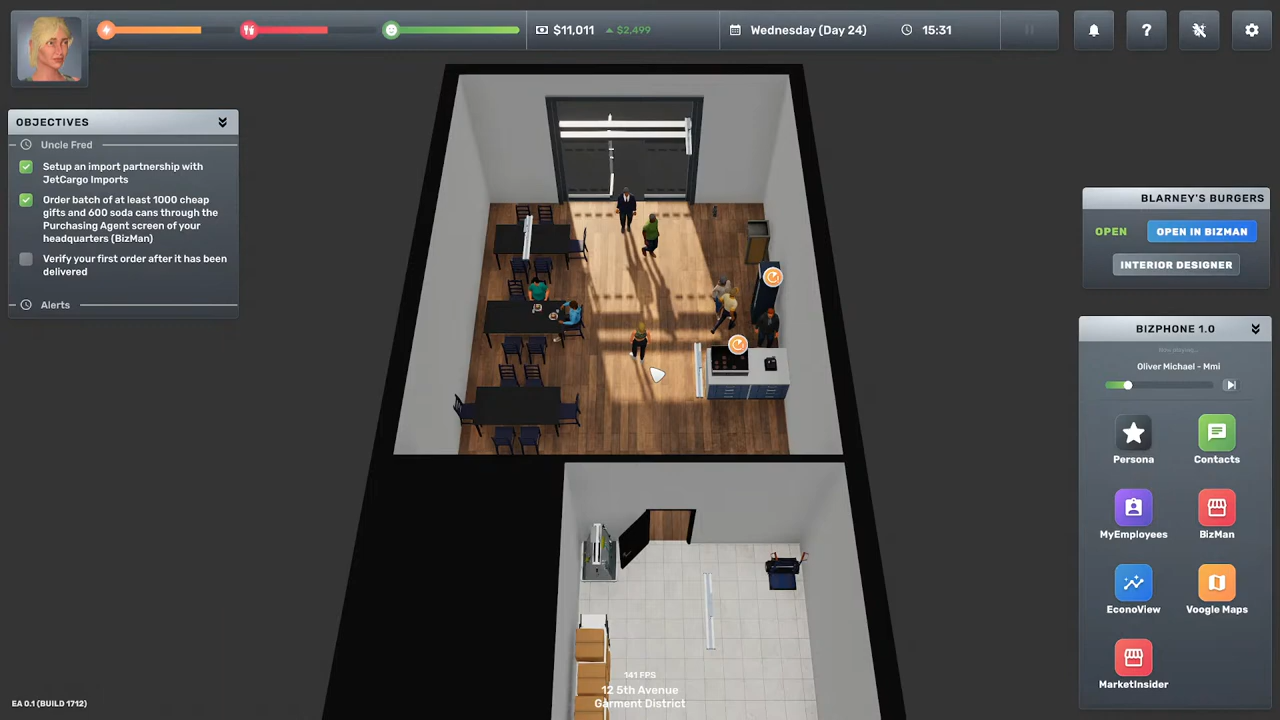 $11,011
$2,499
Wednesday (Day 24)
15:31
OBJECTIVES
Uncle Fred
Setup an import partnership with
JetCargo Imports
Order batch of at least 1000 cheap
gifts and 600 soda cans through the
Purchasing Agent screen of your
headquarters (BizMan)
Verify your first order after it has been
delivered
Alerts
BLARNEY'S BURGERS
OPEN
OPEN IN BIZMAN
INTERIOR DESIGNER
BIZPHONE 1.0
Now playing...
Oliver Michael - Mmi
Persona
Contacts
MyEmployees
BizMan
EconoView
Voogle Maps
MarketInsider
141 FPS
12 5th Avenue
Garment District
EA 0.1 (BUILD 1712)